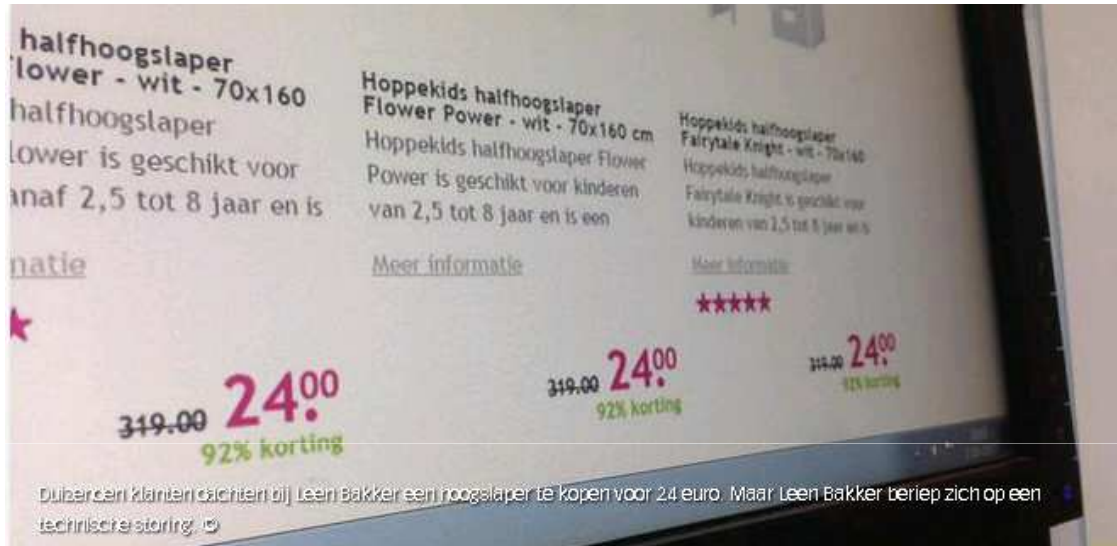 halfhoogslaper
lower - wit - 70x160
halfhoogslaper
lower is geschikt voor
anaf 2,5 tot 8 jaar en is
matie
319.00 24.00
92% korting
Hoppekids halfhoogslaper
Flower Power - wit - 70x160 cm
Hoppekids halfhoogslaper Flower
Power is geschikt voor kinderen
van 2,5 tot 8 jaar en is een
Meer informatie
319.00 24.00
92% korting
Hoppekids halfhoogslaper
Fairytale Knight - wit - 70x160
Hoppekids halfhoogslaper
Fairytale Knight is geschikt voor
kinderen van 2,5 tot 8 jaar en is
Meer informatie
319.00 24.00
92% korting
Duizenden klanten dachten bij Leen Bakker een hoogslaper te kopen voor 24 euro. Maar Leen Bakker beriep zich op een
technische storing. ©